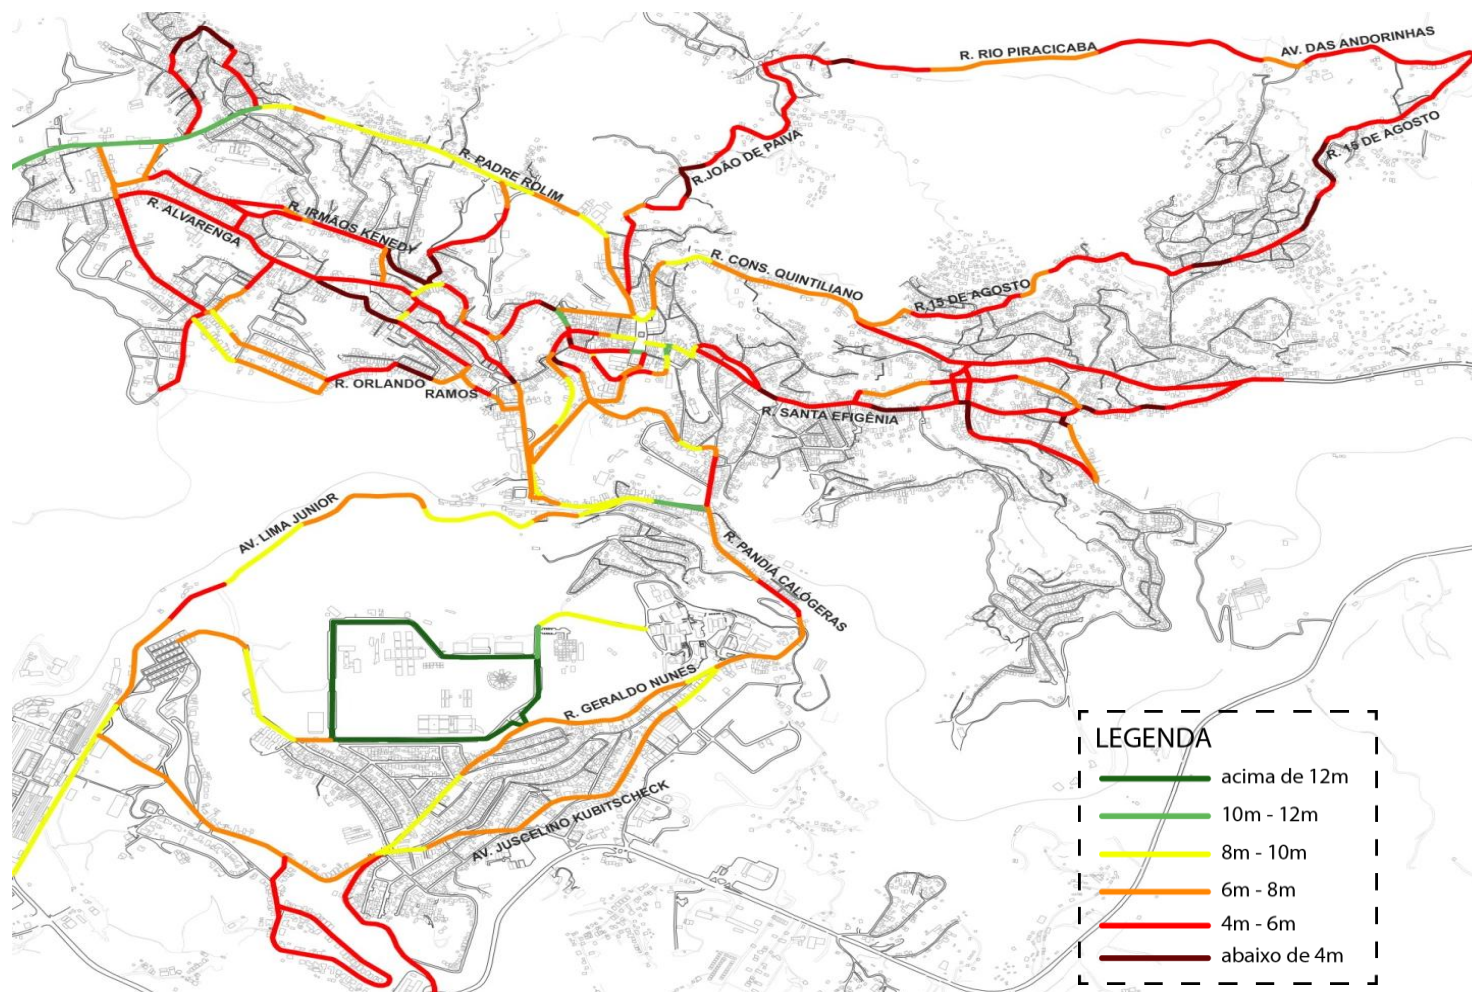 R. RIO PIRACICABA
AV. DAS ANDORINHAS
R. PADRE ROLIM
R. JOÃO DE PAIVA
R. 15 DE AGOSTO
R. ALVARENGA
R. IRMÃOS KENEDY
R. CONS. QUINTILIANO
R. 15 DE AGOSTO
R. ORLANDO
RAMOS
R. SANTA EFIGÊNIA
AV. LIMA JUNIOR
R. PANDIÁ CALÓGERAS
R. GERALDO NUNES
AV. JUSCELINO KUBITSCHECK
LEGENDA
acima de 12m
10m - 12m
8m - 10m
6m - 8m
4m - 6m
abaixo de 4m